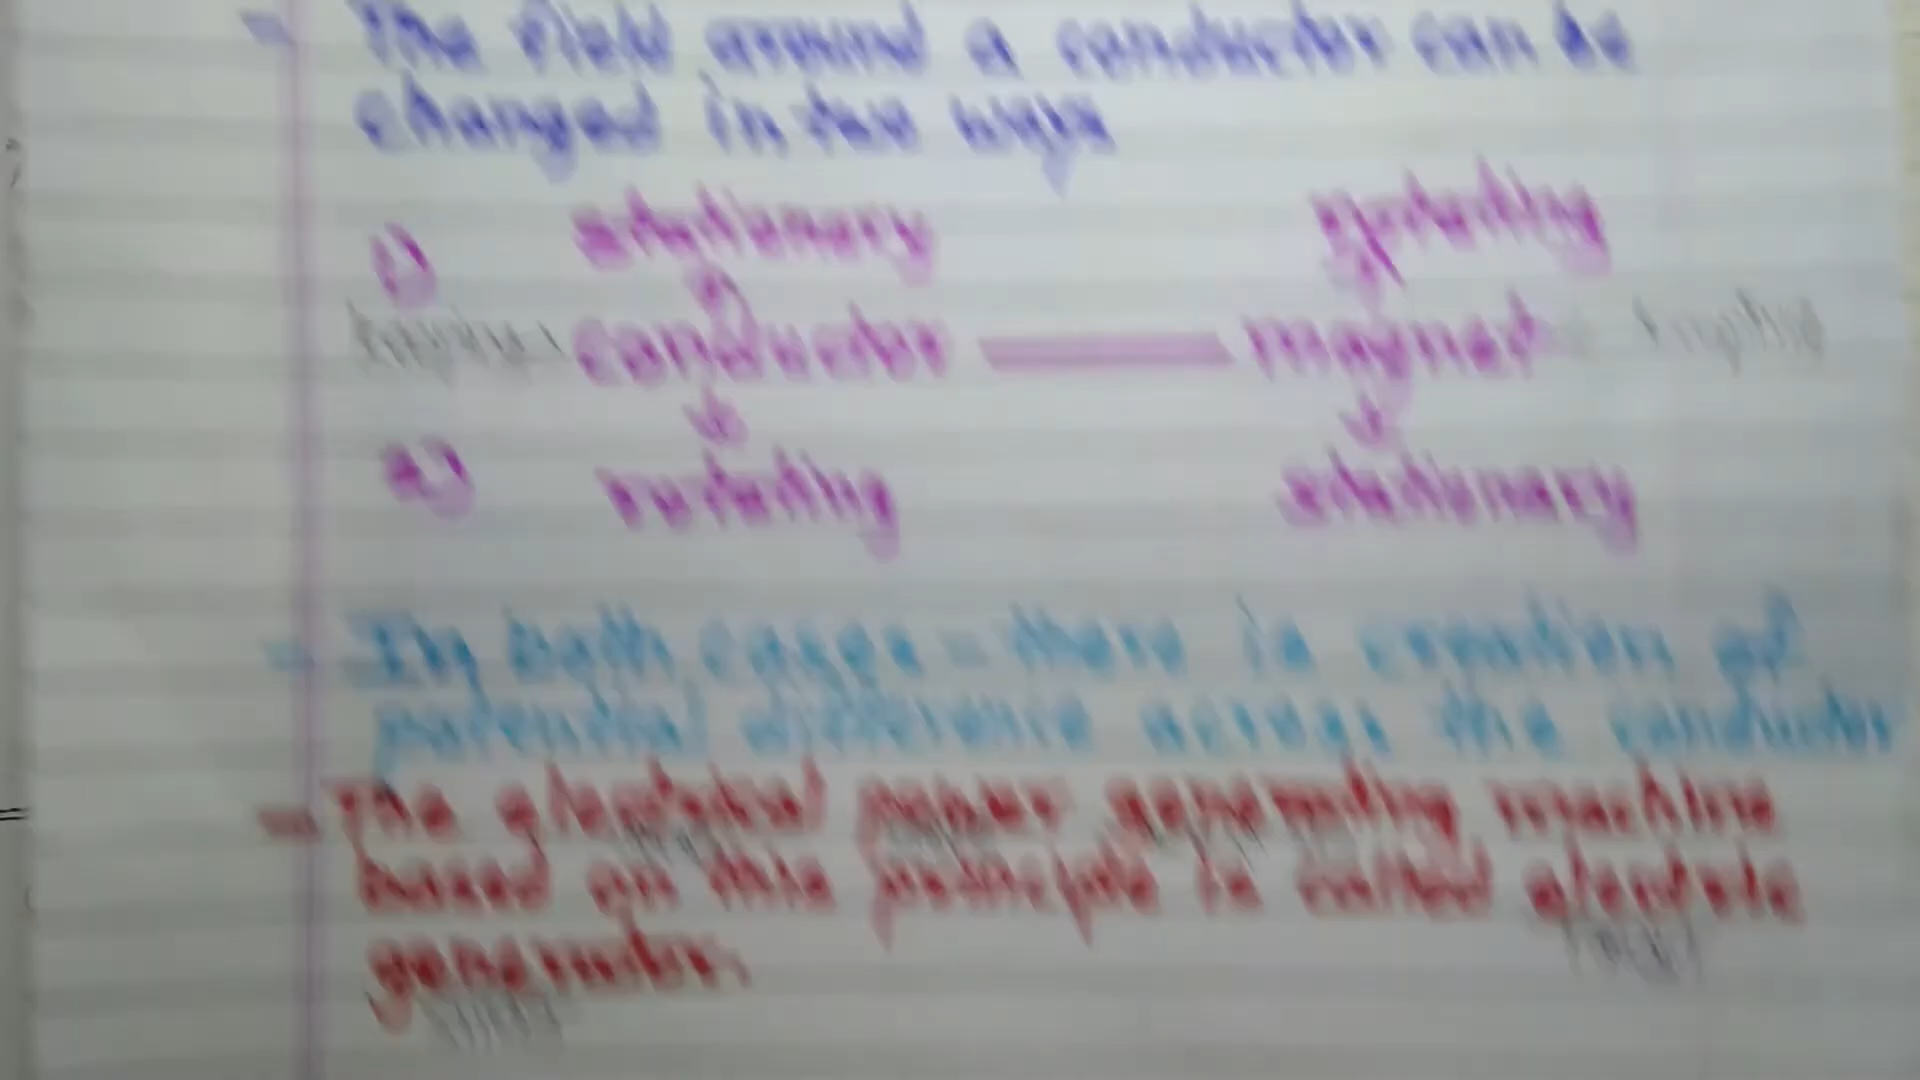 - The field around a conductor can be
changed in two ways
1) stationary rotating
conductor — magnet
2) rotating stationary
- In both cases - there is creation of
potential difference across the conductor
- The electrical power generating machine
based on this principle is called electric
generator.